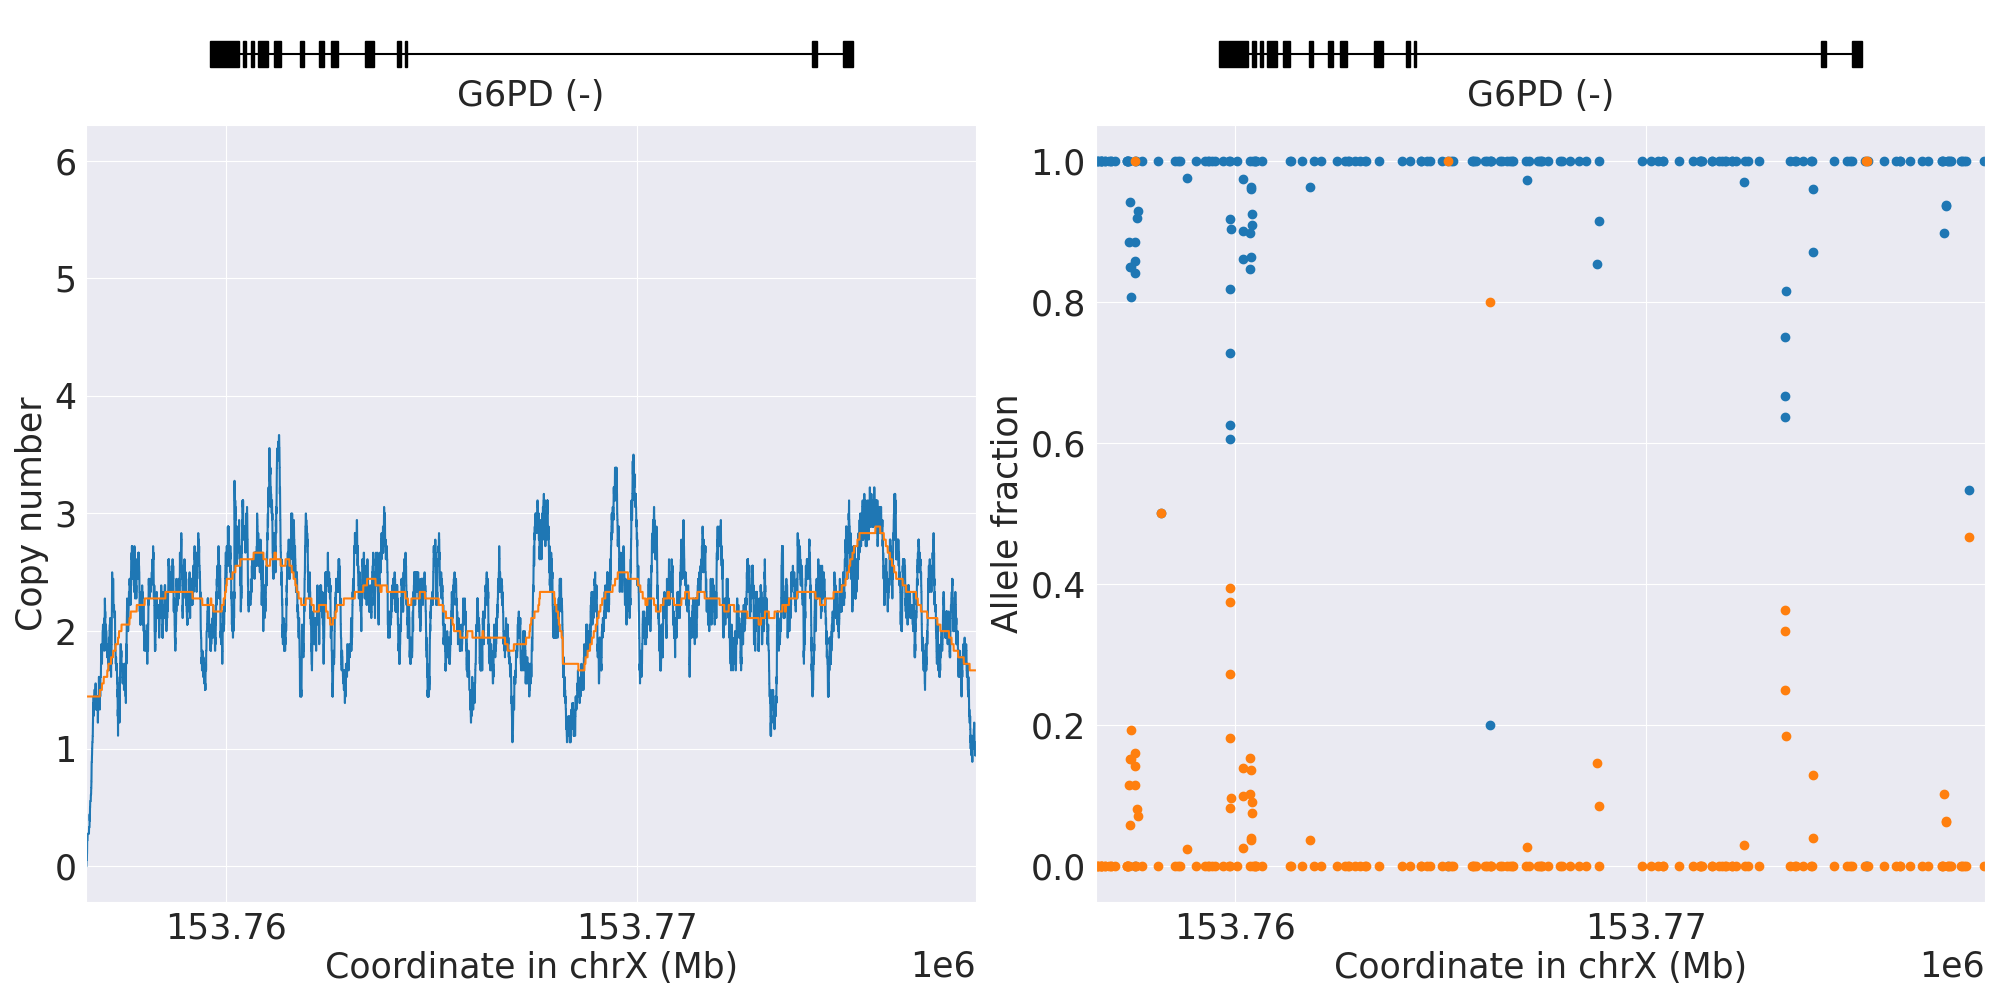 G6PD (-)
6
5
4
3
2
1
0
Copy number
153.76
153.77
Coordinate in chrX (Mb)
1e6
G6PD (-)
1.0
0.8
0.6
0.4
0.2
0.0
Allele fraction
153.76
153.77
Coordinate in chrX (Mb)
1e6